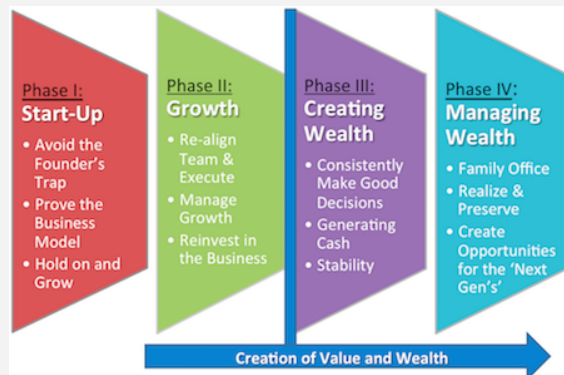 Phase I:
Start-Up
• Avoid the
Founder's
Trap
• Prove the
Business
Model
• Hold on and
Grow
Phase II:
Growth
• Re-align
Team &
Execute
• Manage
Growth
• Reinvest in
the Business
Phase III:
Creating
Wealth
• Consistently
Make Good
Decisions
• Generating
Cash
• Stability
Phase IV:
Managing
Wealth
• Family Office
• Realize &
Preserve
• Create
Opportunities
for the 'Next
Gen's'
Creation of Value and Wealth